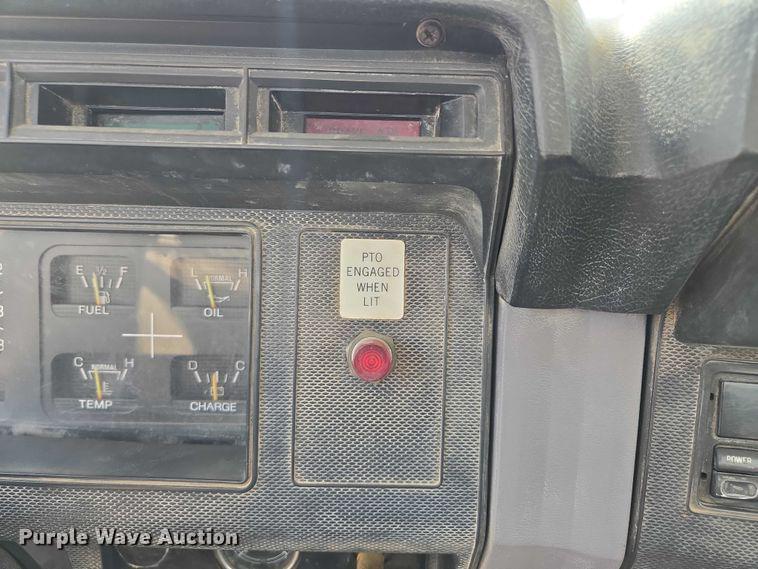 E ½ F
FUEL
L NORMAL H
OIL
C NORMAL H
TEMP
D C
CHARGE
PTO
ENGAGED
WHEN
LIT
POWER
Purple Wave Auction